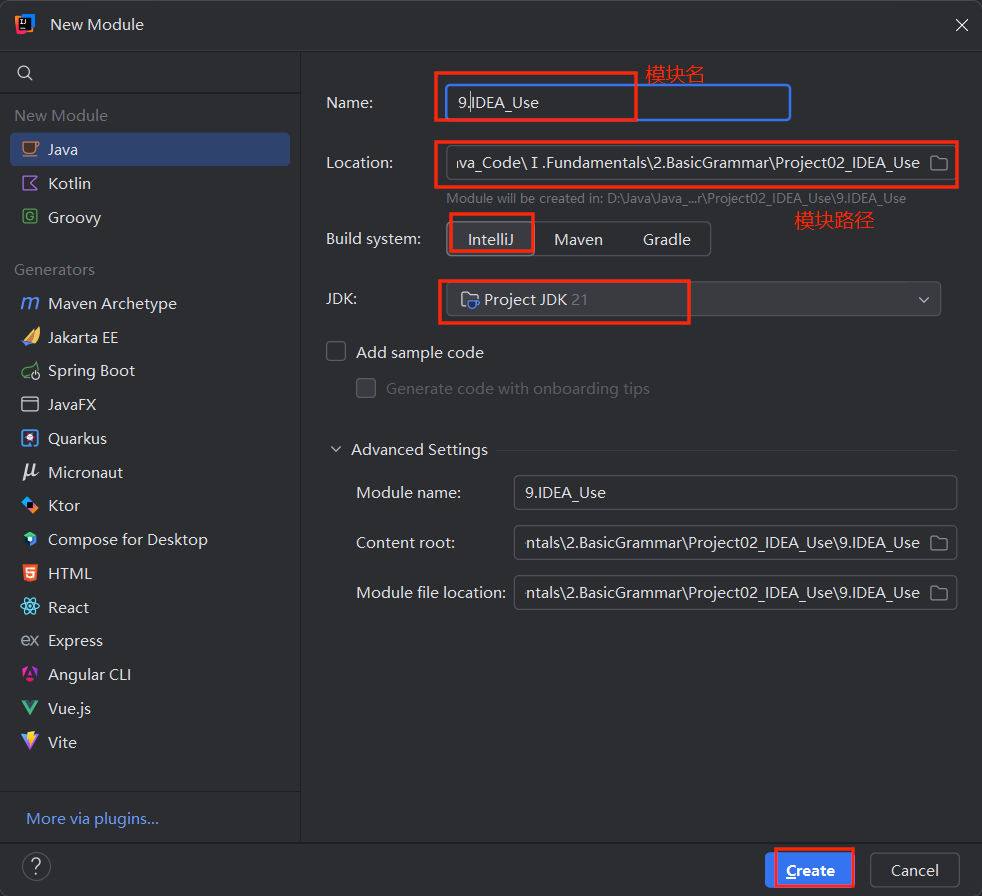 New Module
New Module
Java
Kotlin
Groovy
Generators
Maven Archetype
Jakarta EE
Spring Boot
JavaFX
Quarkus
Micronaut
Ktor
Compose for Desktop
HTML
React
Express
Angular CLI
Vue.js
Vite
More via plugins...
模块名
Name: 9.IDEA_Use
Location: ava_Code\Ⅰ.Fundamentals\2.BasicGrammar\Project02_IDEA_Use
Module will be created in: D:\Java\Java_...r\Project02_IDEA_Use\9.IDEA_Use
模块路径
Build system: IntelliJ Maven Gradle
JDK: Project JDK 21
Add sample code
Generate code with onboarding tips
Advanced Settings
Module name: 9.IDEA_Use
Content root: entals\2.BasicGrammar\Project02_IDEA_Use\9.IDEA_Use
Module file location: entals\2.BasicGrammar\Project02_IDEA_Use\9.IDEA_Use
? Create Cancel